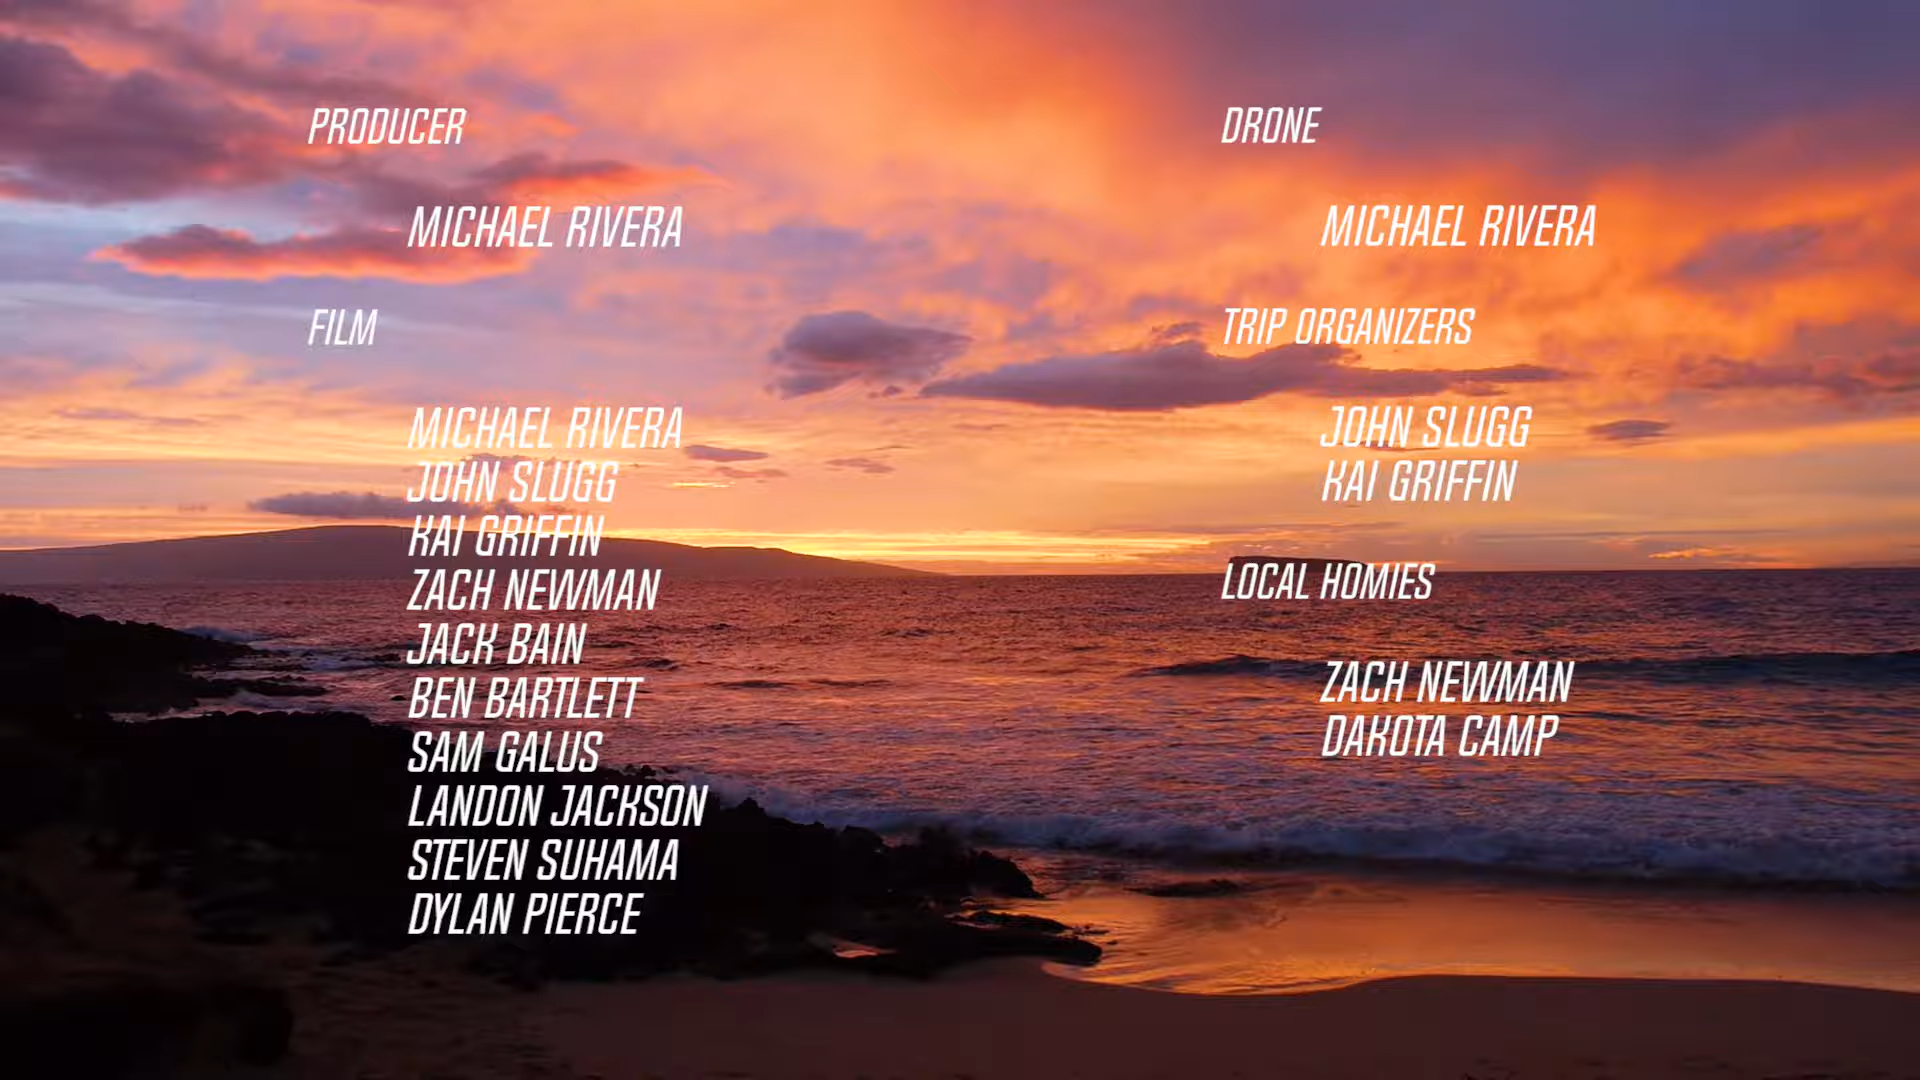 PRODUCER
MICHAEL RIVERA
FILM
MICHAEL RIVERA
JOHN SLUGG
KAI GRIFFIN
ZACH NEWMAN
JACK BAIN
BEN BARTLETT
SAM GALUS
LANDON JACKSON
STEVEN SUHAMA
DYLAN PIERCE
DRONE
MICHAEL RIVERA
TRIP ORGANIZERS
JOHN SLUGG
KAI GRIFFIN
LOCAL HOMIES
ZACH NEWMAN
DAKOTA CAMP